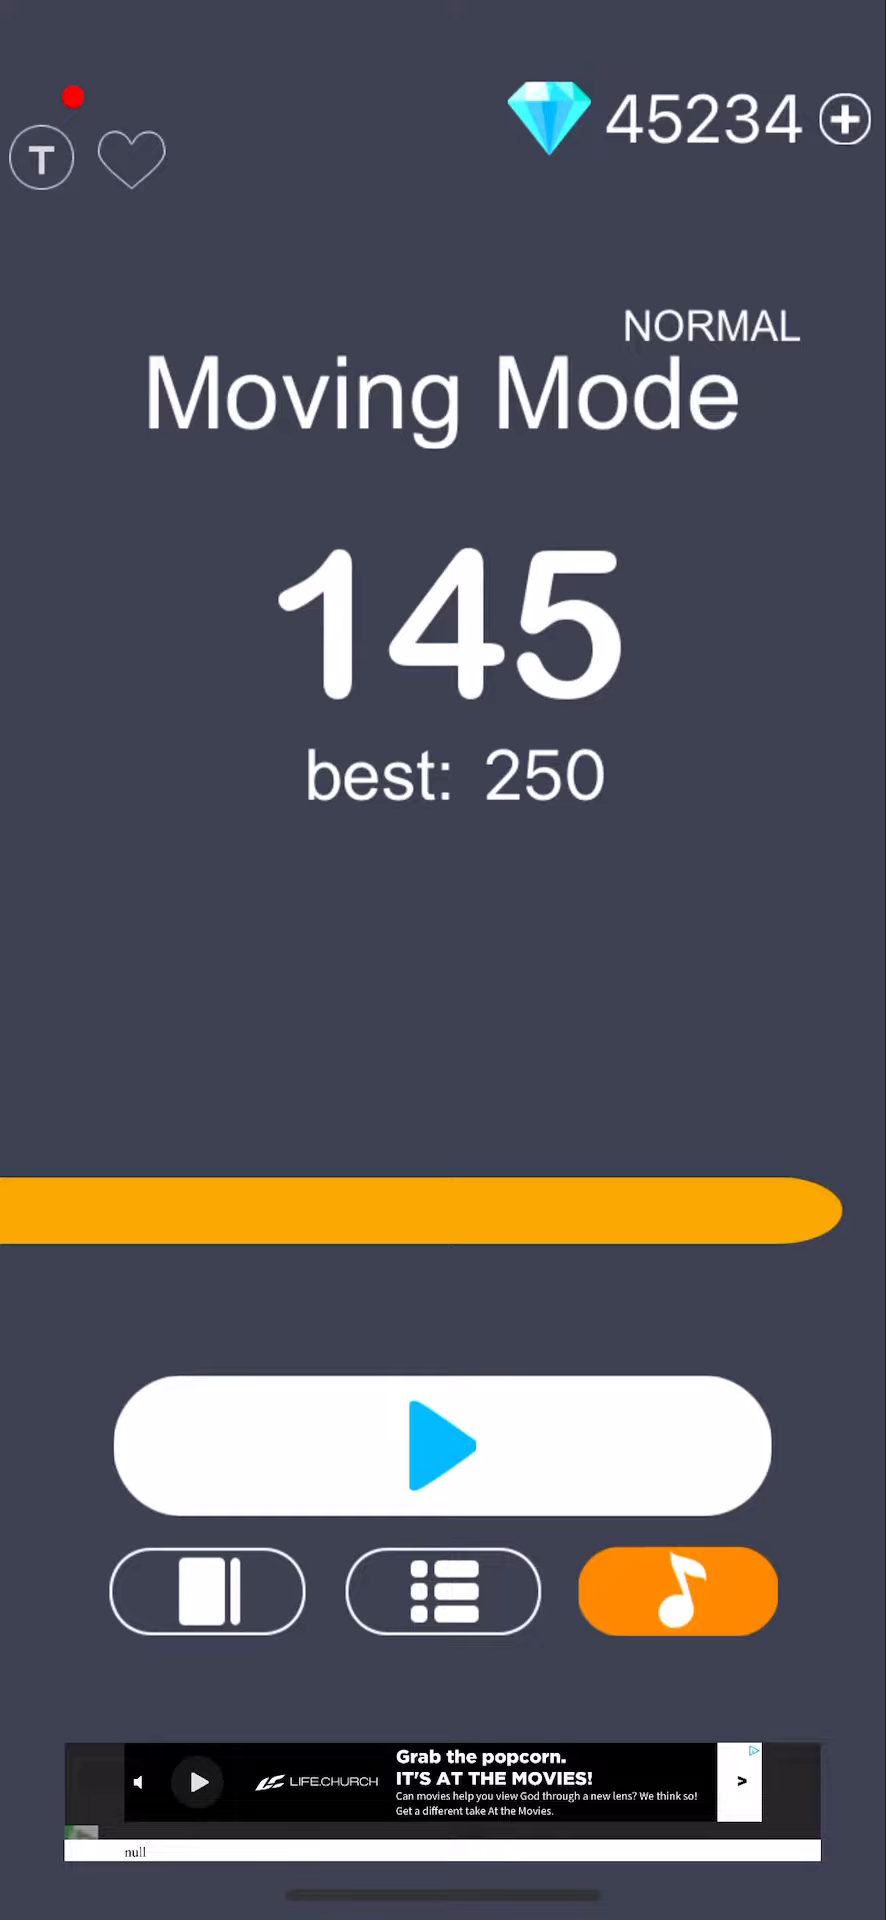 T
45234
NORMAL
Moving Mode
145
best: 250
Grab the popcorn.
IT'S AT THE MOVIES!
LIFE.CHURCH
Can movies help you view God through a new lens? We think so!
Get a different take At the Movies.
>
null